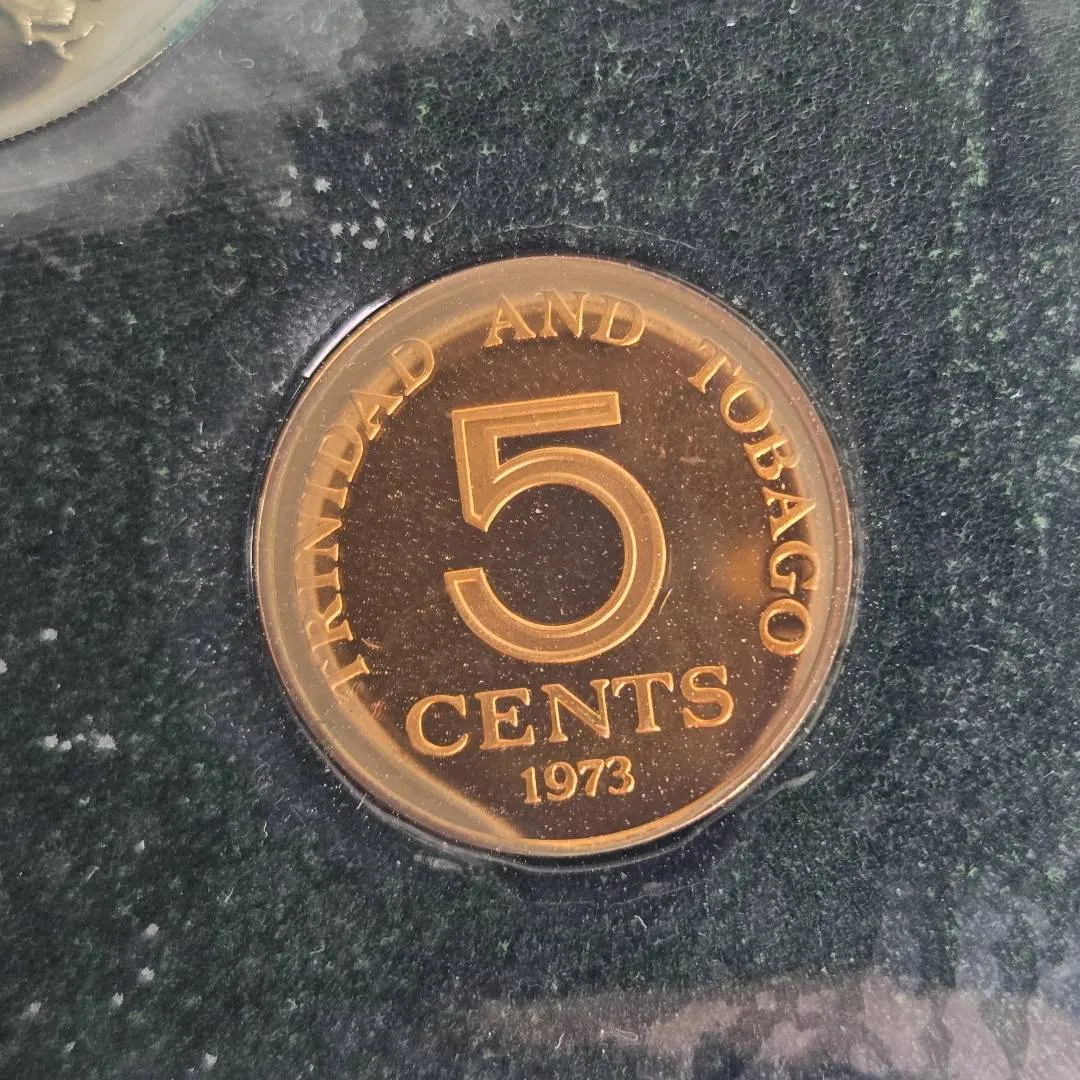 TRINIDAD AND TOBAGO
5
CENTS
1973